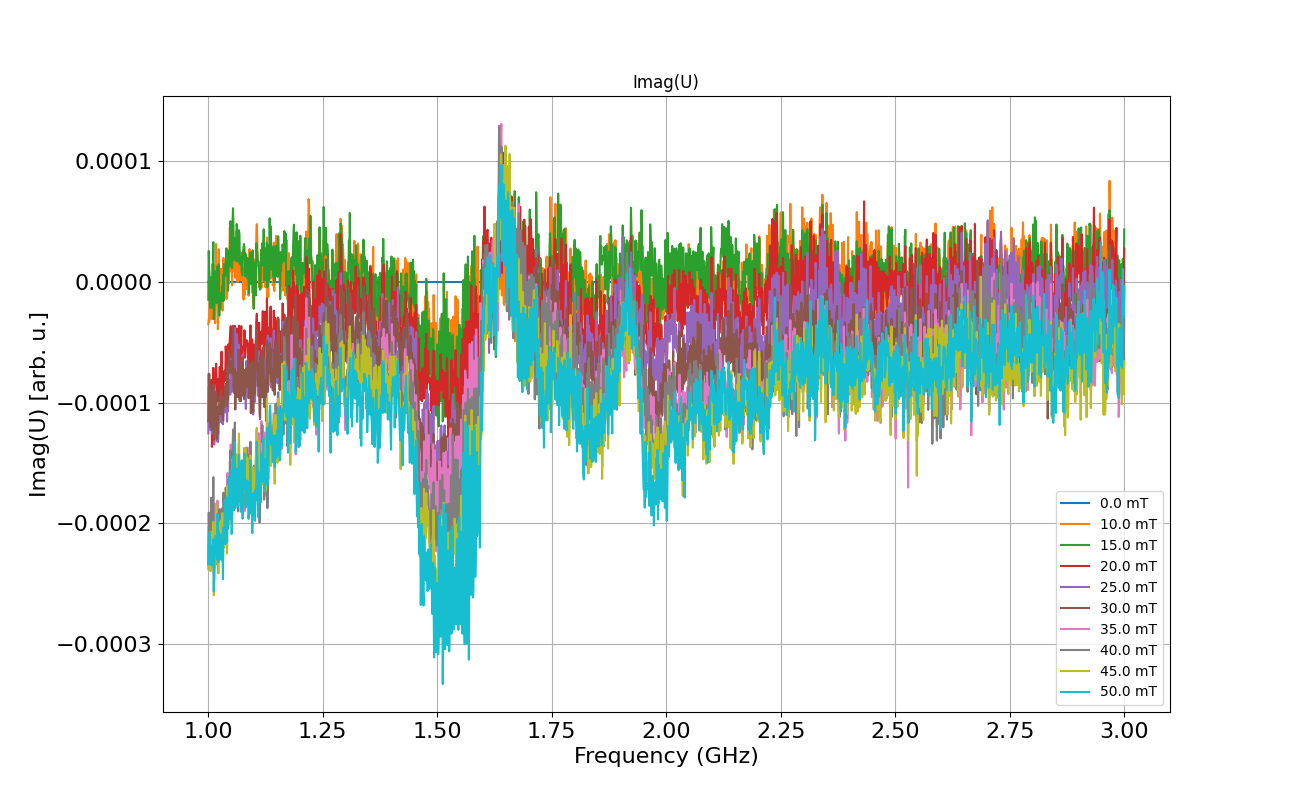 Imag(U)
Imag(U) [arb. u.]
0.0001
0.0000
−0.0001
−0.0002
−0.0003
1.00 1.25 1.50 1.75 2.00 2.25 2.50 2.75 3.00
Frequency (GHz)
0.0 mT
10.0 mT
15.0 mT
20.0 mT
25.0 mT
30.0 mT
35.0 mT
40.0 mT
45.0 mT
50.0 mT